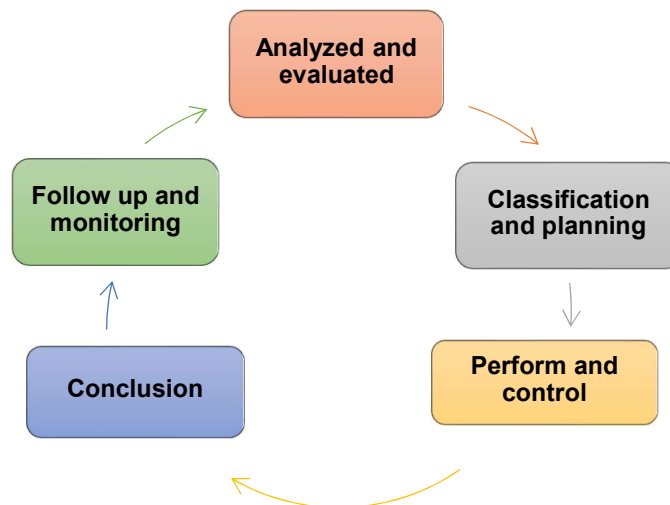 Analyzed and
evaluated
Classification
and planning
Perform and
control
Conclusion
Follow up and
monitoring